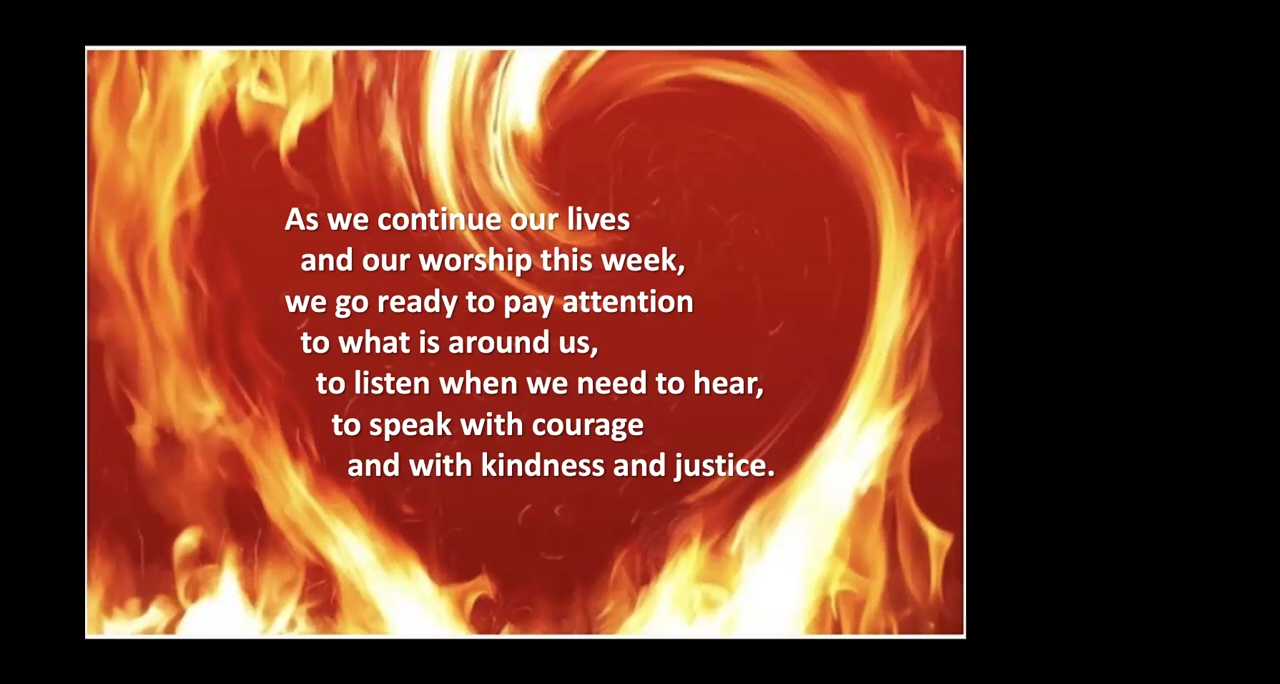 As we continue our lives
and our worship this week,
we go ready to pay attention
to what is around us,
to listen when we need to hear,
to speak with courage
and with kindness and justice.